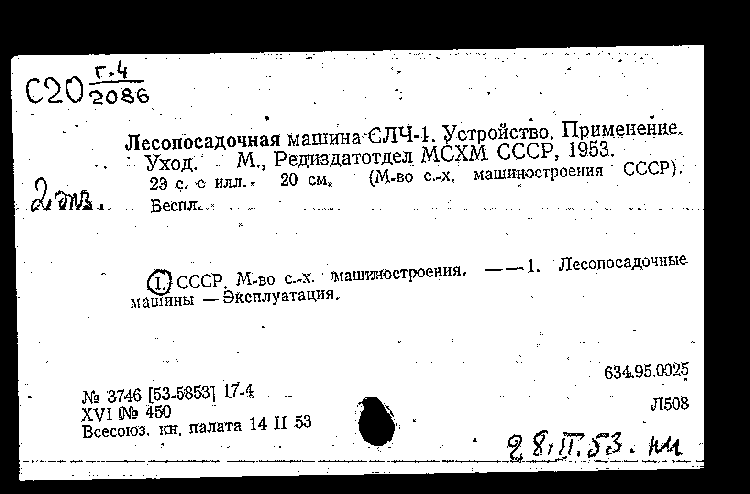 С20 г.4
2086
Лесопосадочная машина СЛЧ-1. Устройство. Применение.
Уход. М., Редиздатотдел МСХМ СССР, 1953.
23 с. с илл. 20 см. (М-во с.-х. машиностроения СССР).
2 экз.
Беспл.
I. СССР. М-во с.-х. машиностроения. — — 1. Лесопосадочные
машины — Эксплуатация.
634.95.0025
№ 3746 [53-5853] 17-4
XVI № 450
Л508
Всесоюз. кн. палата 14 II 53
28.II.53.